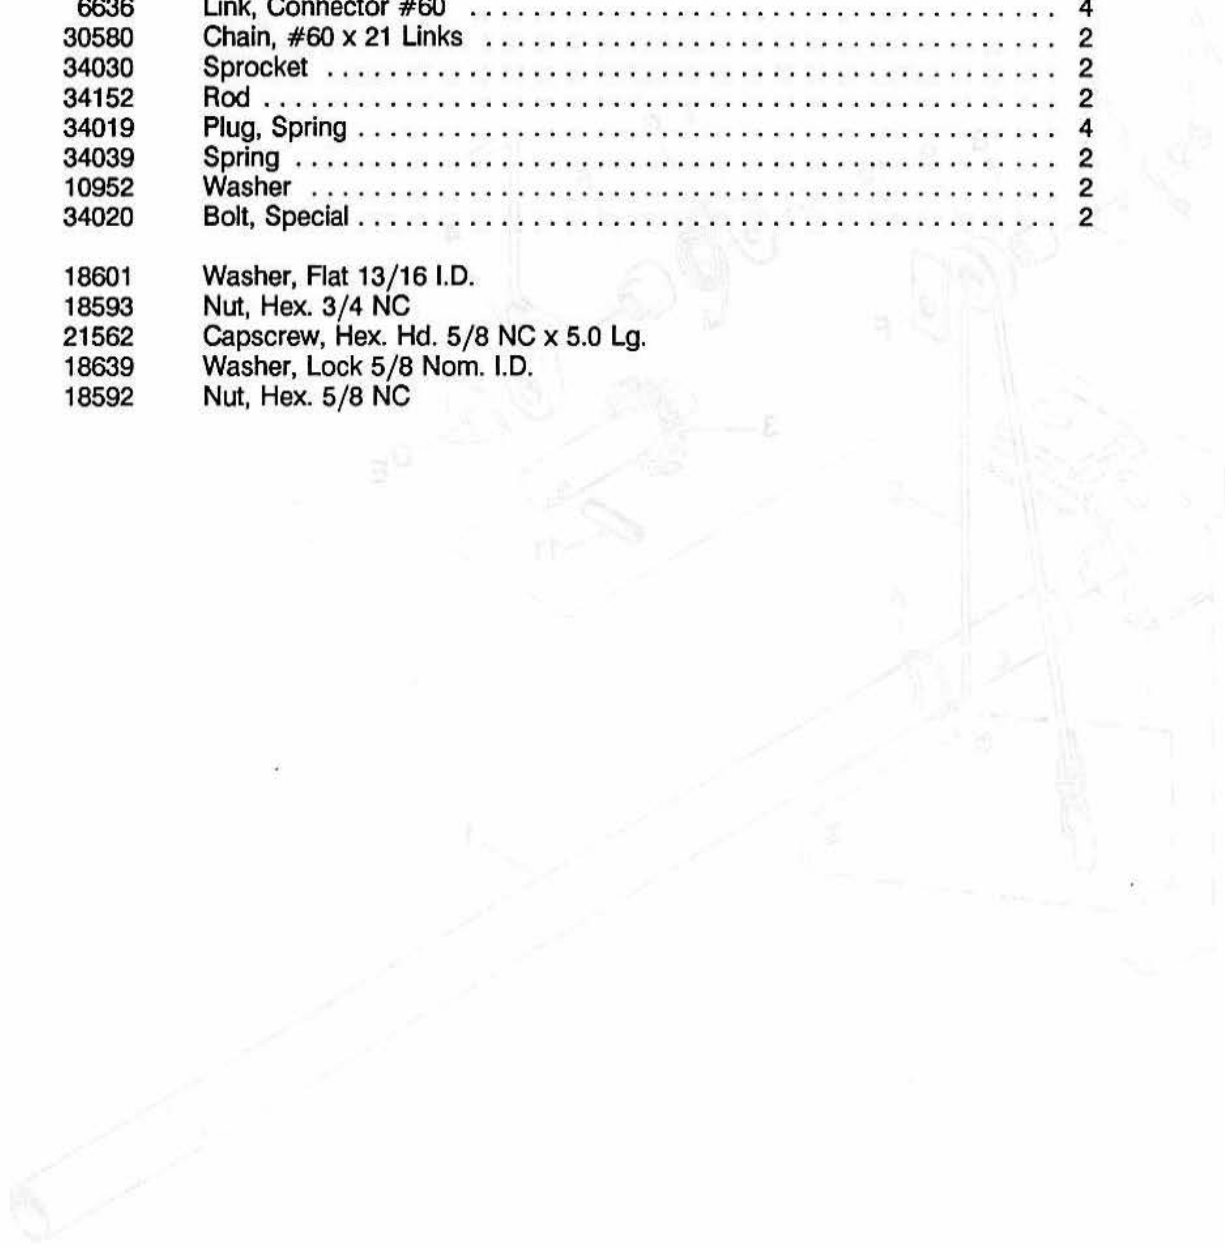 6636 Link, Connector #60 ........................................ 4
30580 Chain, #60 x 21 Links ........................................ 2
34030 Sprocket ........................................ 2
34152 Rod ........................................ 2
34019 Plug, Spring ........................................ 4
34039 Spring ........................................ 2
10952 Washer ........................................ 2
34020 Bolt, Special ........................................ 2
18601 Washer, Flat 13/16 I.D.
18593 Nut, Hex. 3/4 NC
21562 Capscrew, Hex. Hd. 5/8 NC x 5.0 Lg.
18639 Washer, Lock 5/8 Nom. I.D.
18592 Nut, Hex. 5/8 NC